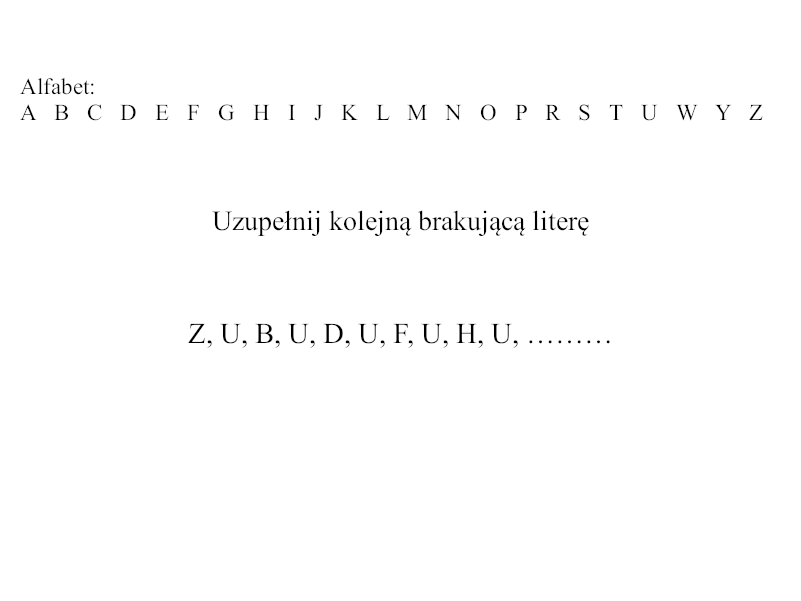 Alfabet:
A B C D E F G H I J K L M N O P R S T U W Y Z
Uzupełnij kolejną brakującą literę
Z, U, B, U, D, U, F, U, H, U, ………